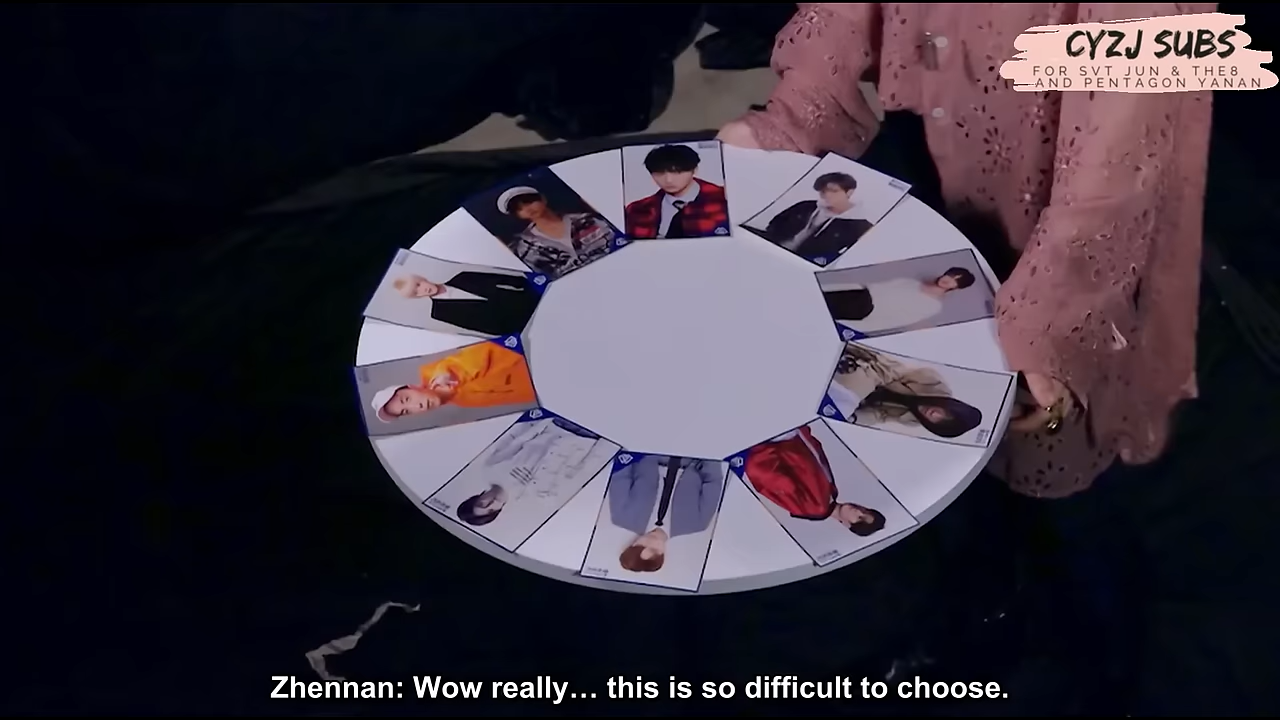 CYZJ SUBS
FOR SVT JUN & THE8
AND PENTAGON YANAN
Zhennan: Wow really… this is so difficult to choose.